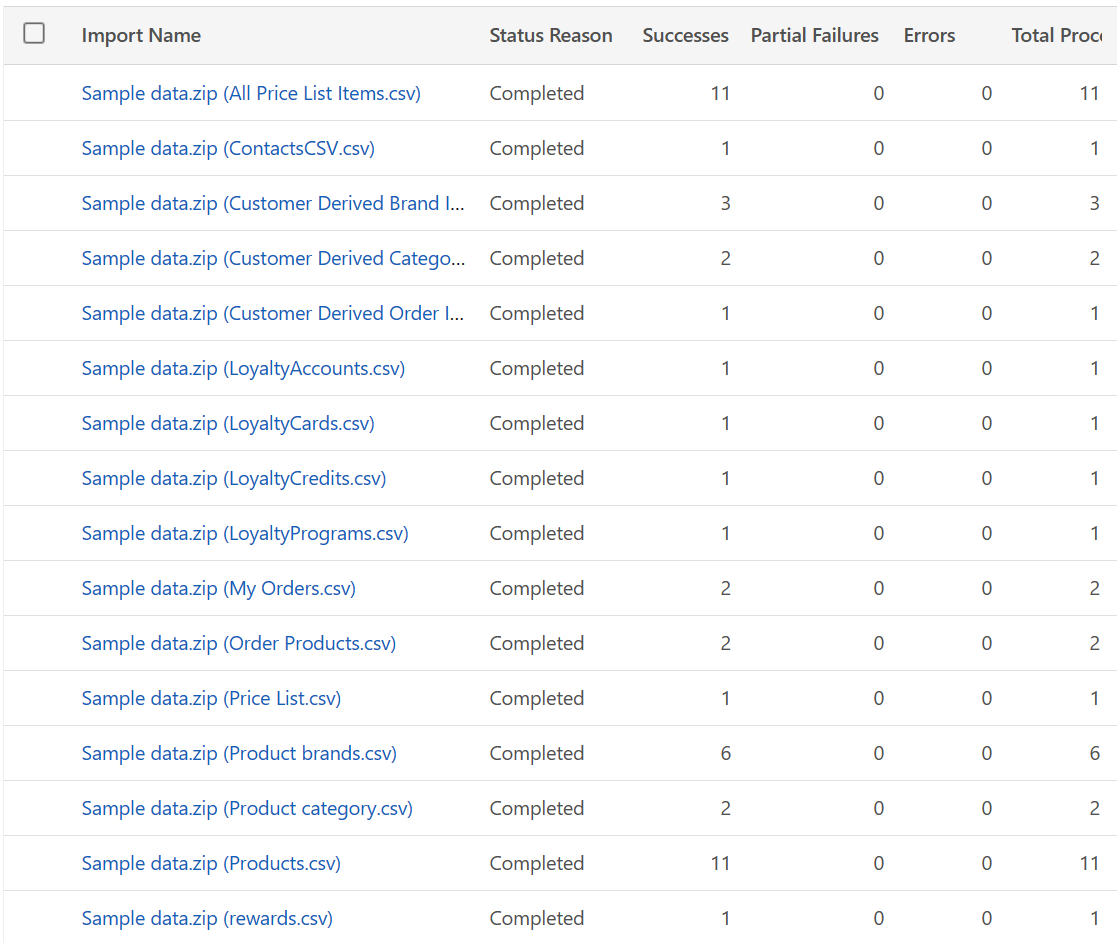 Import Name Status Reason Successes Partial Failures Errors Total Proce
Sample data.zip (All Price List Items.csv) Completed 11 0 0 11
Sample data.zip (ContactsCSV.csv) Completed 1 0 0 1
Sample data.zip (Customer Derived Brand I... Completed 3 0 0 3
Sample data.zip (Customer Derived Catego... Completed 2 0 0 2
Sample data.zip (Customer Derived Order I... Completed 1 0 0 1
Sample data.zip (LoyaltyAccounts.csv) Completed 1 0 0 1
Sample data.zip (LoyaltyCards.csv) Completed 1 0 0 1
Sample data.zip (LoyaltyCredits.csv) Completed 1 0 0 1
Sample data.zip (LoyaltyPrograms.csv) Completed 1 0 0 1
Sample data.zip (My Orders.csv) Completed 2 0 0 2
Sample data.zip (Order Products.csv) Completed 2 0 0 2
Sample data.zip (Price List.csv) Completed 1 0 0 1
Sample data.zip (Product brands.csv) Completed 6 0 0 6
Sample data.zip (Product category.csv) Completed 2 0 0 2
Sample data.zip (Products.csv) Completed 11 0 0 11
Sample data.zip (rewards.csv) Completed 1 0 0 1